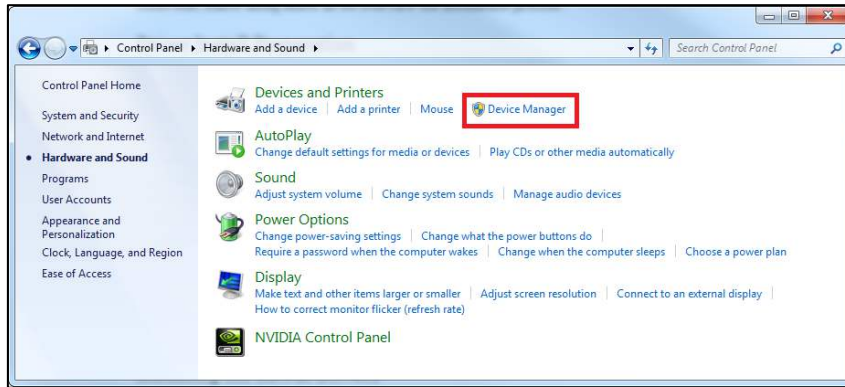 Control Panel Hardware and Sound
Search Control Panel
Control Panel Home
System and Security
Network and Internet
Hardware and Sound
Programs
User Accounts
Appearance and
Personalization
Clock, Language, and Region
Ease of Access
Devices and Printers
Add a device Add a printer Mouse Device Manager
AutoPlay
Change default settings for media or devices Play CDs or other media automatically
Sound
Adjust system volume Change system sounds Manage audio devices
Power Options
Change power-saving settings Change what the power buttons do
Require a password when the computer wakes Change when the computer sleeps Choose a power plan
Display
Make text and other items larger or smaller Adjust screen resolution Connect to an external display
How to correct monitor flicker (refresh rate)
NVIDIA Control Panel